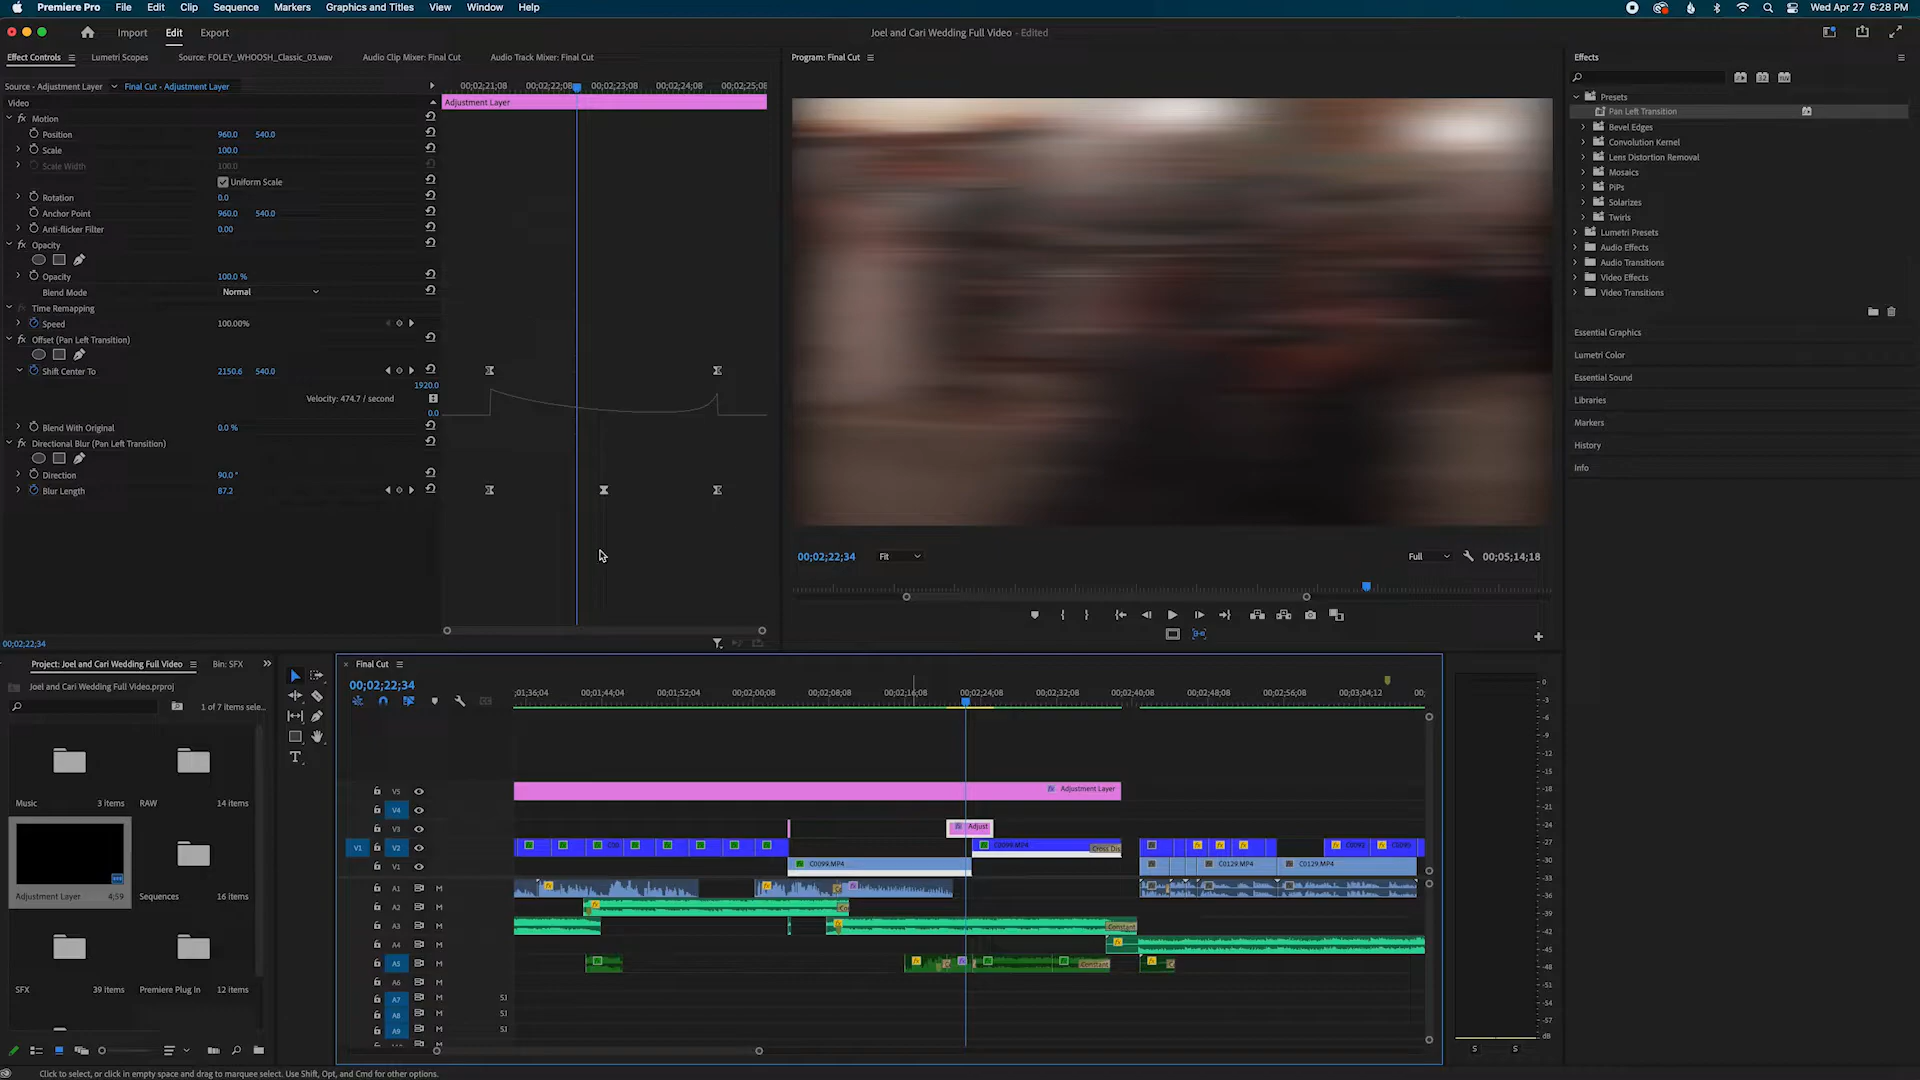 Premiere Pro File Edit Clip Sequence Markers Graphics and Titles View Window Help Wed Apr 27 6:28 PM
Import Edit Export Joel and Cari Wedding Full Video - Edited
Effect Controls Lumetri Scopes Source: FOLEY_WHOOSH_Classic_03.wav Audio Clip Mixer: Final Cut Audio Track Mixer: Final Cut Program: Final Cut Effects
Source - Adjustment Layer Final Cut - Adjustment Layer 00;02;21;08 00;02;22;08 00;02;23;08 00;02;24;08 00;02;25;08
Video Adjustment Layer
Motion
Position 960.0 540.0
Scale 100.0
Scale Width 100.0
Uniform Scale
Rotation 0.0
Anchor Point 960.0 540.0
Anti-flicker Filter 0.00
Opacity
Opacity 100.0 %
Blend Mode Normal
Time Remapping
Speed 100.00%
Offset (Pan Left Transition)
Shift Center To 2150.6 540.0
1920.0
Velocity: 474.7 / second
0.0
Blend With Original 0.0 %
Directional Blur (Pan Left Transition)
Direction 90.0 °
Blur Length 87.2
00;02;22;34
00;02;22;34 Fit Full 00;05;14;18
Presets
Pan Left Transition
Bevel Edges
Convolution Kernel
Lens Distortion Removal
Mosaics
PiPs
Solarizes
Twirls
Lumetri Presets
Audio Effects
Audio Transitions
Video Effects
Video Transitions
Essential Graphics
Lumetri Color
Essential Sound
Libraries
Markers
History
Info
Project: Joel and Cari Wedding Full Video Bin: SFX
Joel and Cari Wedding Full Video.prproj
1 of 7 items sele...
Music 3 items RAW 14 items
Adjustment Layer 4;59 Sequences 16 items
SFX 39 items Premiere Plug In 12 items
Final Cut
00;02;22;34
;01;36;04 00;01;44;04 00;01;52;04 00;02;00;08 00;02;08;08 00;02;16;08 00;02;24;08 00;02;32;08 00;02;40;08 00;02;48;08 00;02;56;08 00;03;04;12 00;
V5 Adjustment Layer
V4
V3 Adjust
V1 V2 C00 C0099.MP4 Cross Dis C0092 C0095
V1 C0099.MP4 C0129.MP4 C0129.MP4
A1
M
A2
M
A3
M Constant
A4
M
A5
M Constant
A6
M
A7
M
A8
M
A9
M
0
-3
-6
-9
-12
-15
-18
-21
-24
-27
-30
-33
-36
-39
-42
-45
-48
-51
-54
-57
dB
S S
Click to select, or click in empty space and drag to marquee select. Use Shift, Opt, and Cmd for other options.